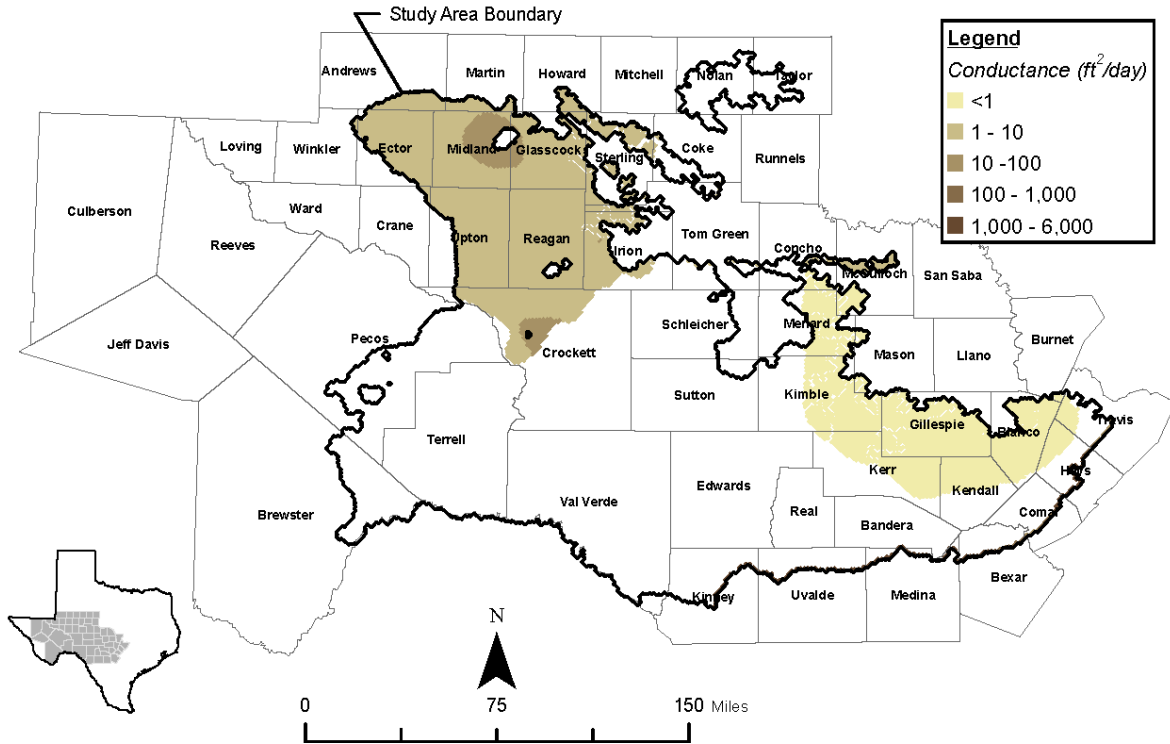 Study Area Boundary
Legend
Conductance (ft²/day)
<1
1 - 10
10 -100
100 - 1,000
1,000 - 6,000
Andrews
Martin
Howard
Mitchell
Nolan
Taylor
Loving
Winkler
Ector
Midland
Glasscock
Sterling
Coke
Runnels
Culberson
Reeves
Ward
Crane
Upton
Reagan
Irion
Tom Green
Concho
McCulloch
San Saba
Jeff Davis
Pecos
Crockett
Schleicher
Menard
Mason
Llano
Burnet
Sutton
Kimble
Gillespie
Blanco
Travis
Terrell
Kerr
Hays
Brewster
Val Verde
Edwards
Real
Kendall
Comal
Bandera
Bexar
Kinney
Uvalde
Medina
N
0
75
150 Miles